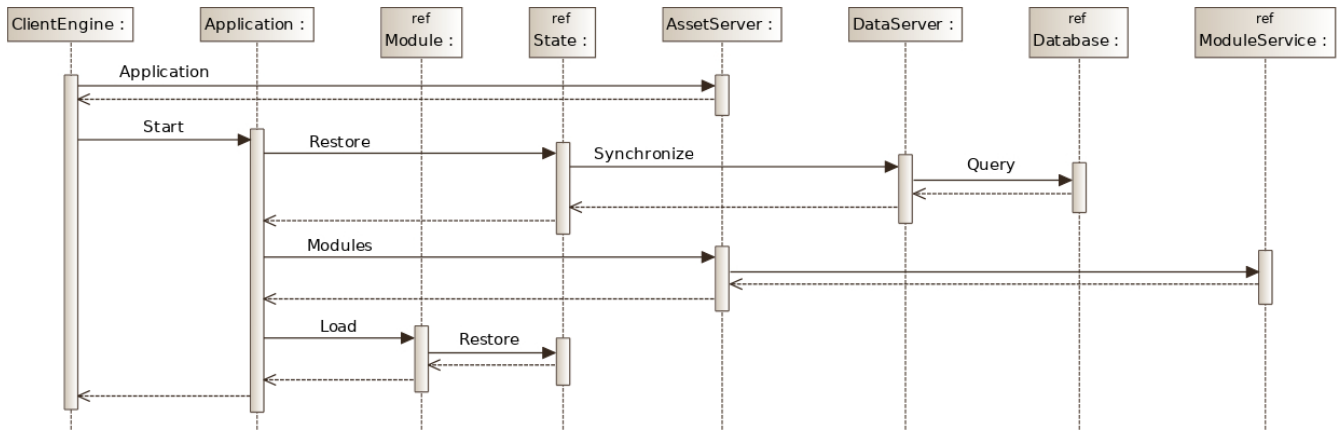 ClientEngine :
Application :
ref
Module :
ref
State :
AssetServer :
DataServer :
ref
Database :
ref
ModuleService :
Application
Start
Restore
Synchronize
Query
Modules
Load
Restore